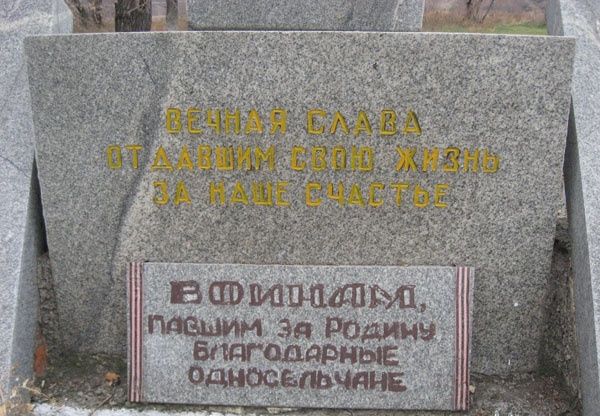 ВЕЧНАЯ СЛАВА
ОТДАВШИМ СВОЮ ЖИЗНЬ
ЗА НАШЕ СЧАСТЬЕ
ВОИНАМ,
ПАВШИМ ЗА РОДИНУ
БЛАГОДАРНЫЕ
ОДНОСЕЛЬЧАНЕ